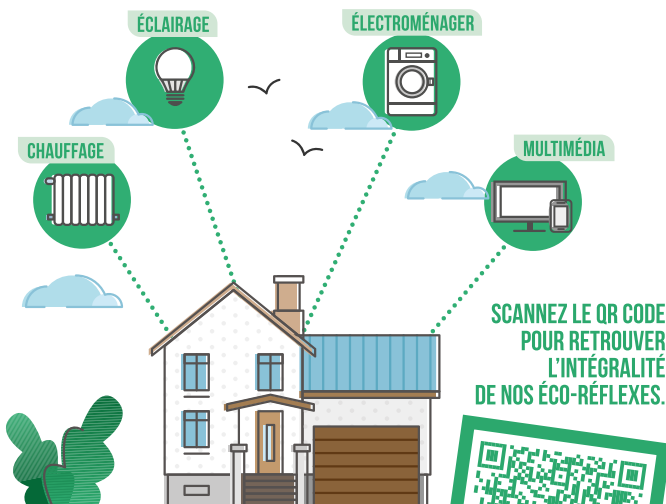 ÉCLAIRAGE
ÉLECTROMÉNAGER
CHAUFFAGE
MULTIMÉDIA
SCANNEZ LE QR CODE
POUR RETROUVER
L'INTÉGRALITÉ
DE NOS ÉCO-RÉFLEXES.